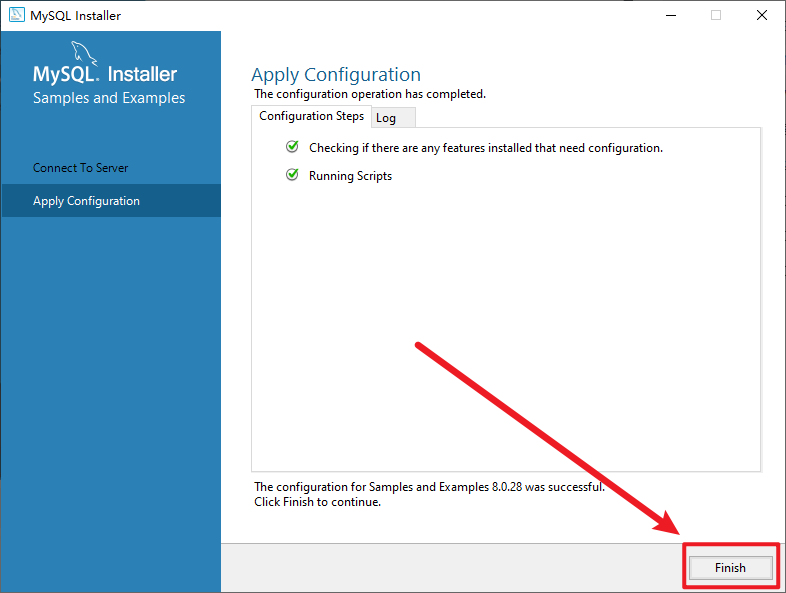 MySQL Installer
MySQL. Installer
Samples and Examples
Connect To Server
Apply Configuration
Apply Configuration
The configuration operation has completed.
Configuration Steps
Log
Checking if there are any features installed that need configuration.
Running Scripts
The configuration for Samples and Examples 8.0.28 was successful.
Click Finish to continue.
Finish